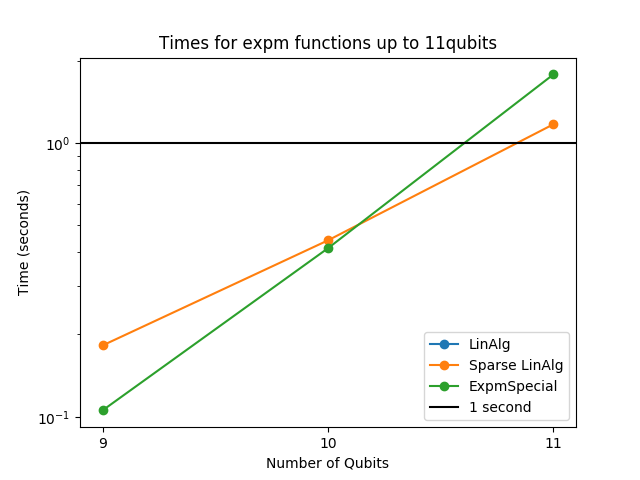 Times for expm functions up to 11qubits
10⁰
10⁻¹
Time (seconds)
LinAlg
Sparse LinAlg
ExpmSpecial
1 second
9 10 11
Number of Qubits